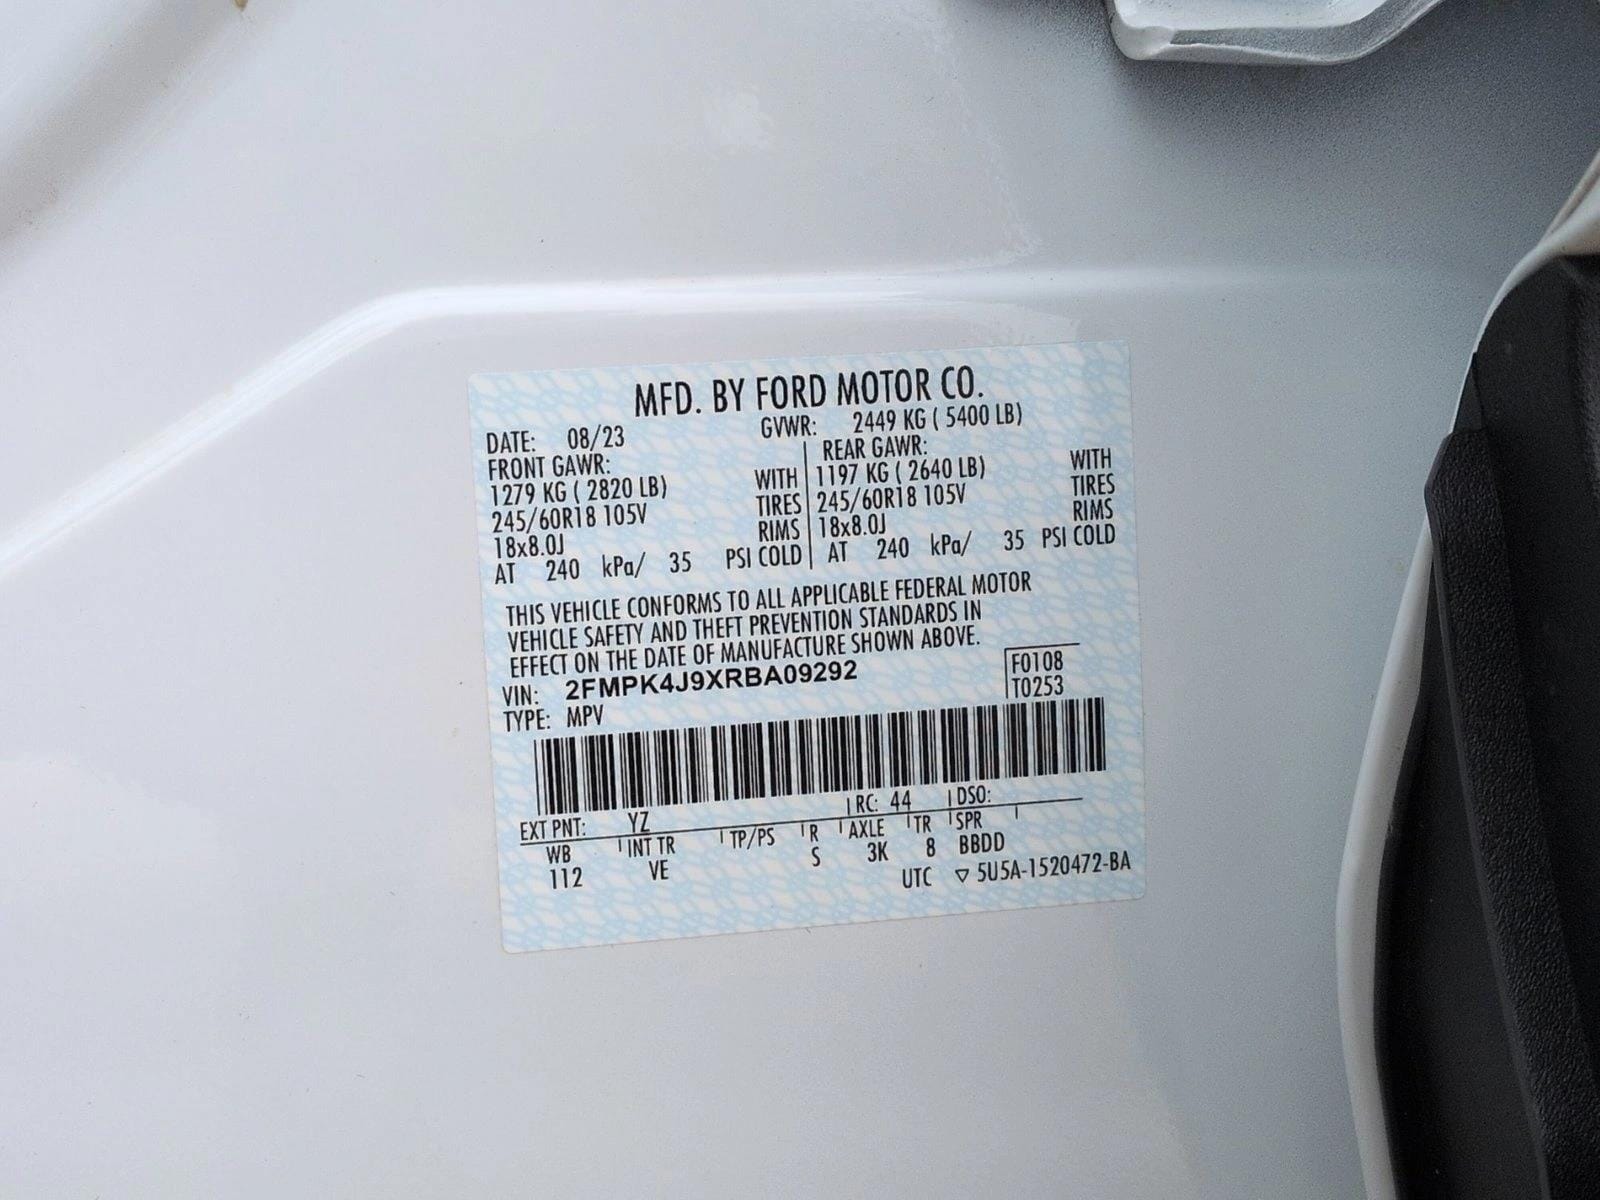 MFD. BY FORD MOTOR CO.
DATE: 08/23 GVWR: 2449 KG ( 5400 LB)
FRONT GAWR: REAR GAWR:
1279 KG ( 2820 LB) WITH 1197 KG ( 2640 LB) WITH
245/60R18 105V TIRES 245/60R18 105V TIRES
18x8.0J RIMS 18x8.0J RIMS
AT 240 kPa/ 35 PSI COLD AT 240 kPa/ 35 PSI COLD
THIS VEHICLE CONFORMS TO ALL APPLICABLE FEDERAL MOTOR
VEHICLE SAFETY AND THEFT PREVENTION STANDARDS IN
EFFECT ON THE DATE OF MANUFACTURE SHOWN ABOVE.
VIN: 2FMPK4J9XRBA09292 F0108
TYPE: MPV T0253
EXT PNT: YZ RC: 44 DSO:
WB INT TR TP/PS R AXLE TR SPR
112 VE S 3K 8 BBDD
UTC ▽ 5U5A-1520472-BA